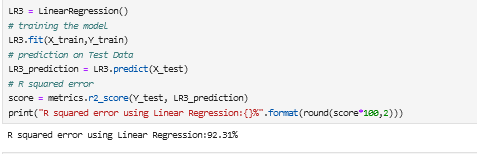 LR3 = LinearRegression()
# training the model
LR3.fit(X_train,Y_train)
# prediction on Test Data
LR3_prediction = LR3.predict(X_test)
# R squared error
score = metrics.r2_score(Y_test, LR3_prediction)
print("R squared error using Linear Regression:{}%".format(round(score*100,2)))
R squared error using Linear Regression:92.31%